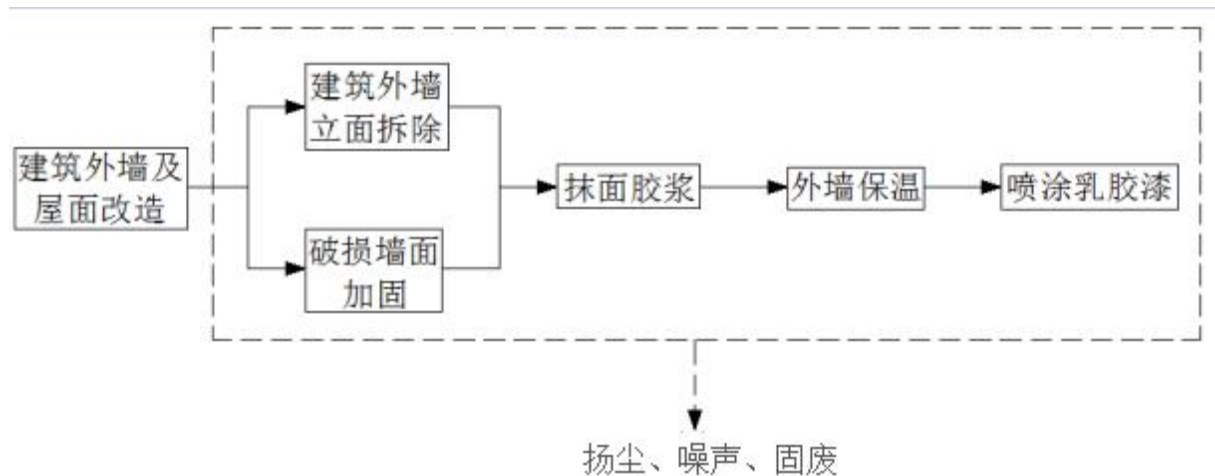 建筑外墙及
屋面改造
建筑外墙
立面拆除
破损墙面
加固
抹面胶浆
外墙保温
喷涂乳胶漆
扬尘、噪声、固废